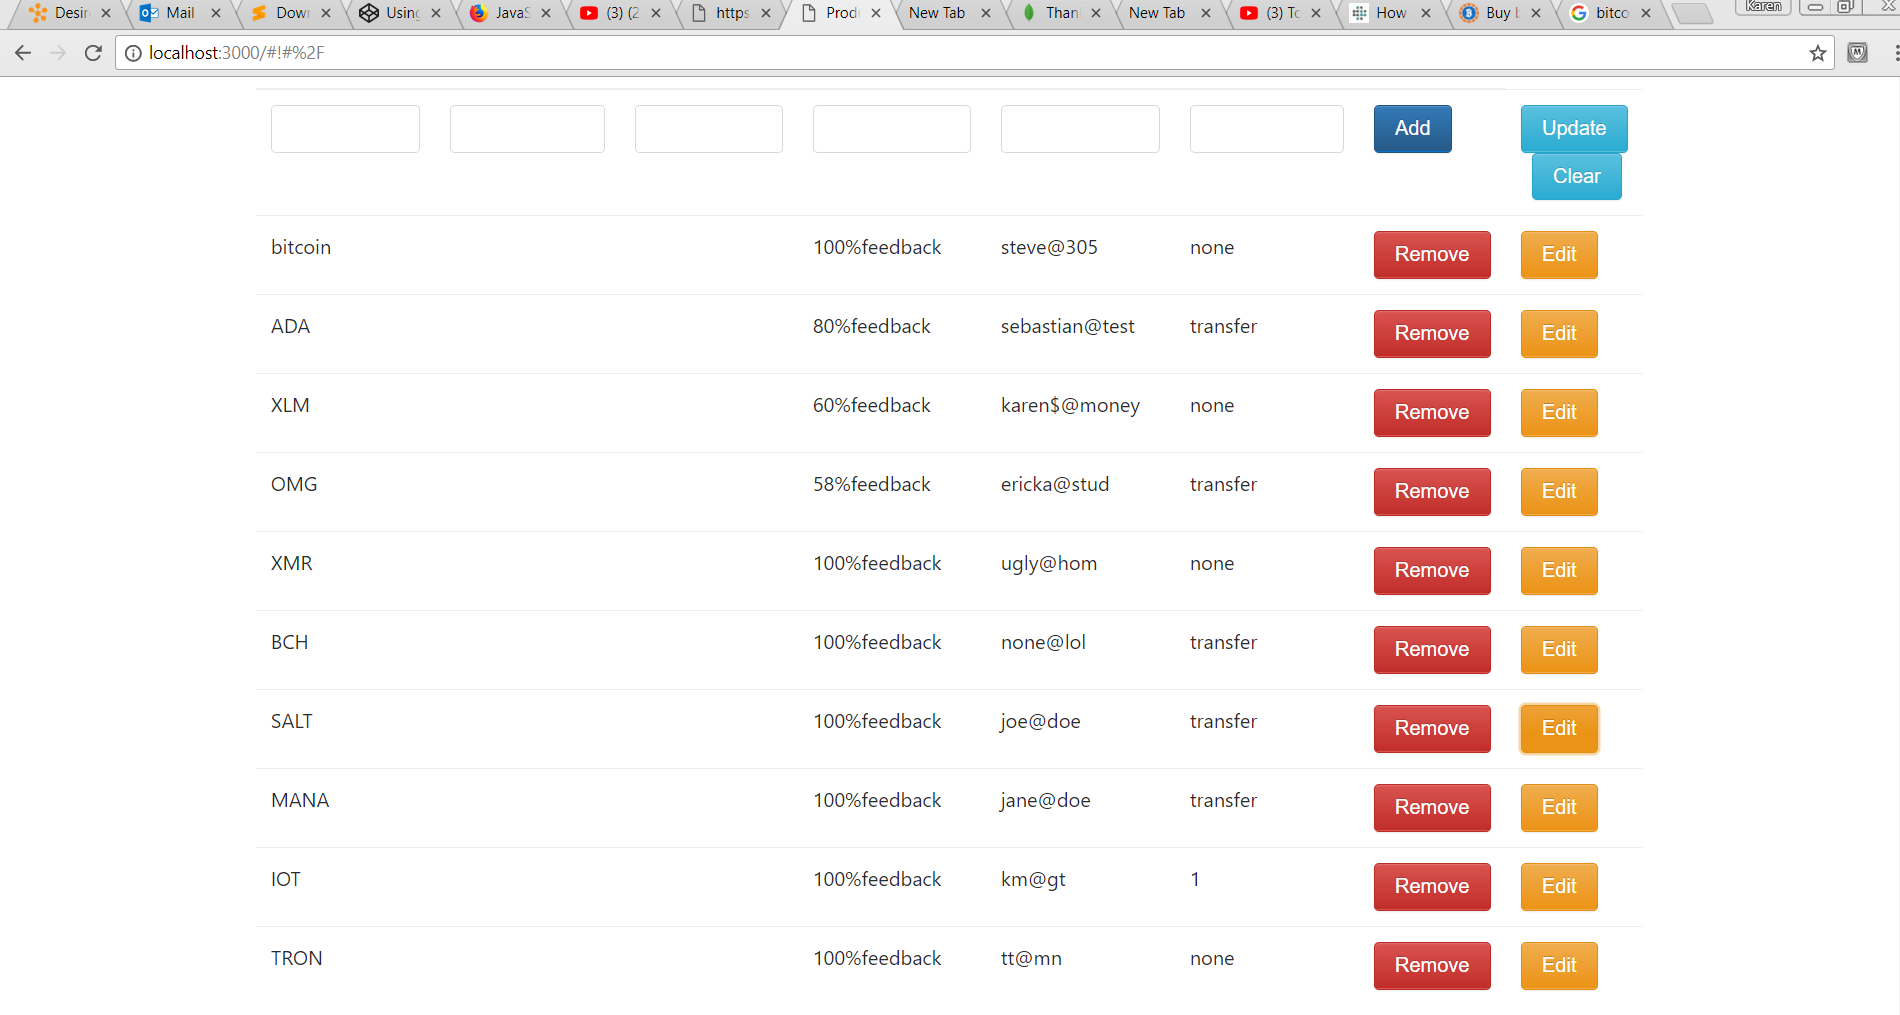 Desir Mail Dow Using JavaS (3) (2 https Prod New Tab Than New Tab (3) To How Buy b bitco Karen
localhost:3000/#!#%2F
Add Update
Clear
bitcoin 100%feedback steve@305 none Remove Edit
ADA 80%feedback sebastian@test transfer Remove Edit
XLM 60%feedback karen$@money none Remove Edit
OMG 58%feedback ericka@stud transfer Remove Edit
XMR 100%feedback ugly@hom none Remove Edit
BCH 100%feedback none@lol transfer Remove Edit
SALT 100%feedback joe@doe transfer Remove Edit
MANA 100%feedback jane@doe transfer Remove Edit
IOT 100%feedback km@gt 1 Remove Edit
TRON 100%feedback tt@mn none Remove Edit